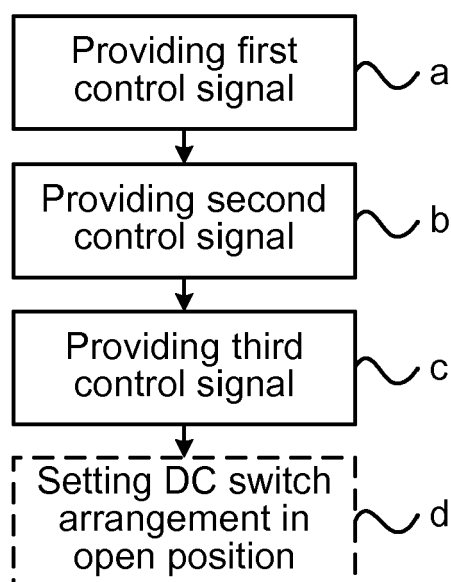 Providing first
control signal
a
Providing second
control signal
b
Providing third
control signal
c
Setting DC switch
arrangement in
open position
d